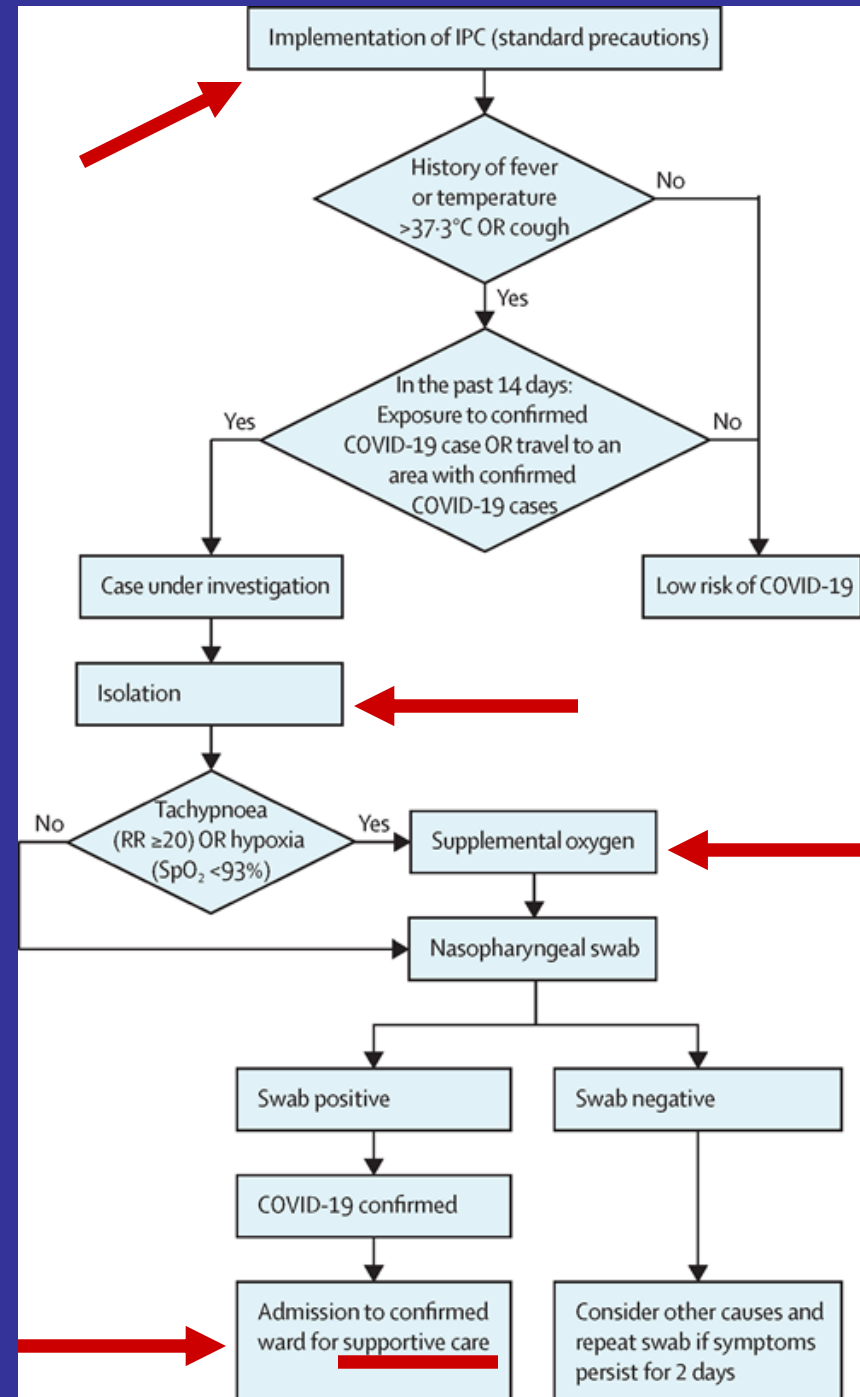 Implementation of IPC (standard precautions)
History of fever
or temperature
>37·3°C OR cough
No
Yes
In the past 14 days:
Exposure to confirmed
COVID-19 case OR travel to an
area with confirmed
COVID-19 cases
Yes
No
Case under investigation
Low risk of COVID-19
Isolation
Tachypnoea
(RR ≥20) OR hypoxia
(SpO₂ <93%)
No
Yes
Supplemental oxygen
Nasopharyngeal swab
Swab positive
Swab negative
COVID-19 confirmed
Admission to confirmed
ward for supportive care
Consider other causes and
repeat swab if symptoms
persist for 2 days